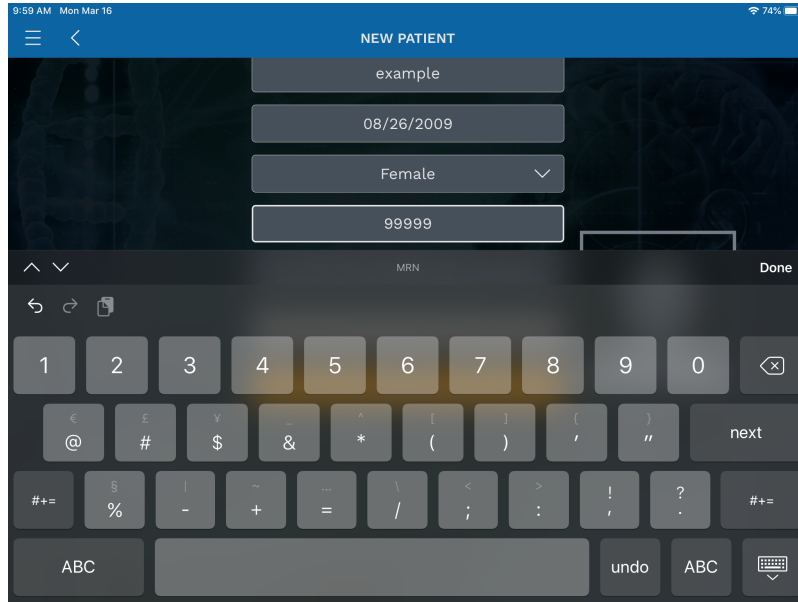 9:59 AM Mon Mar 16 74%
NEW PATIENT
example
08/26/2009
Female
99999
MRN Done
1 2 3 4 5 6 7 8 9 0
€ £ ¥ _ ^ [ ] { }
@ # $ & * ( ) ' " next
§ | ~ … \ < > ! ?
#+= % - + = / ; : , . #+=
ABC undo ABC